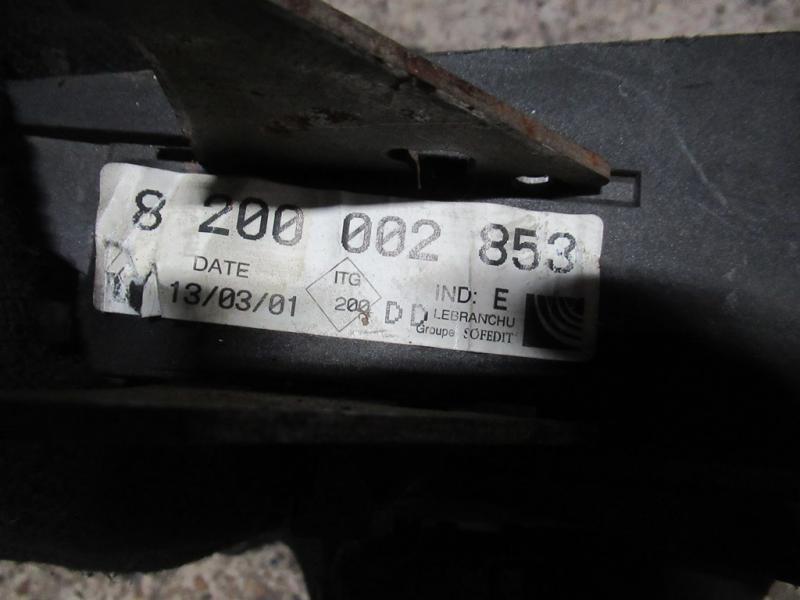 8 200 002 853
DATE ITG IND: E
13/03/01 200 D D LEBRANCHU
Groupe SOFEDIT